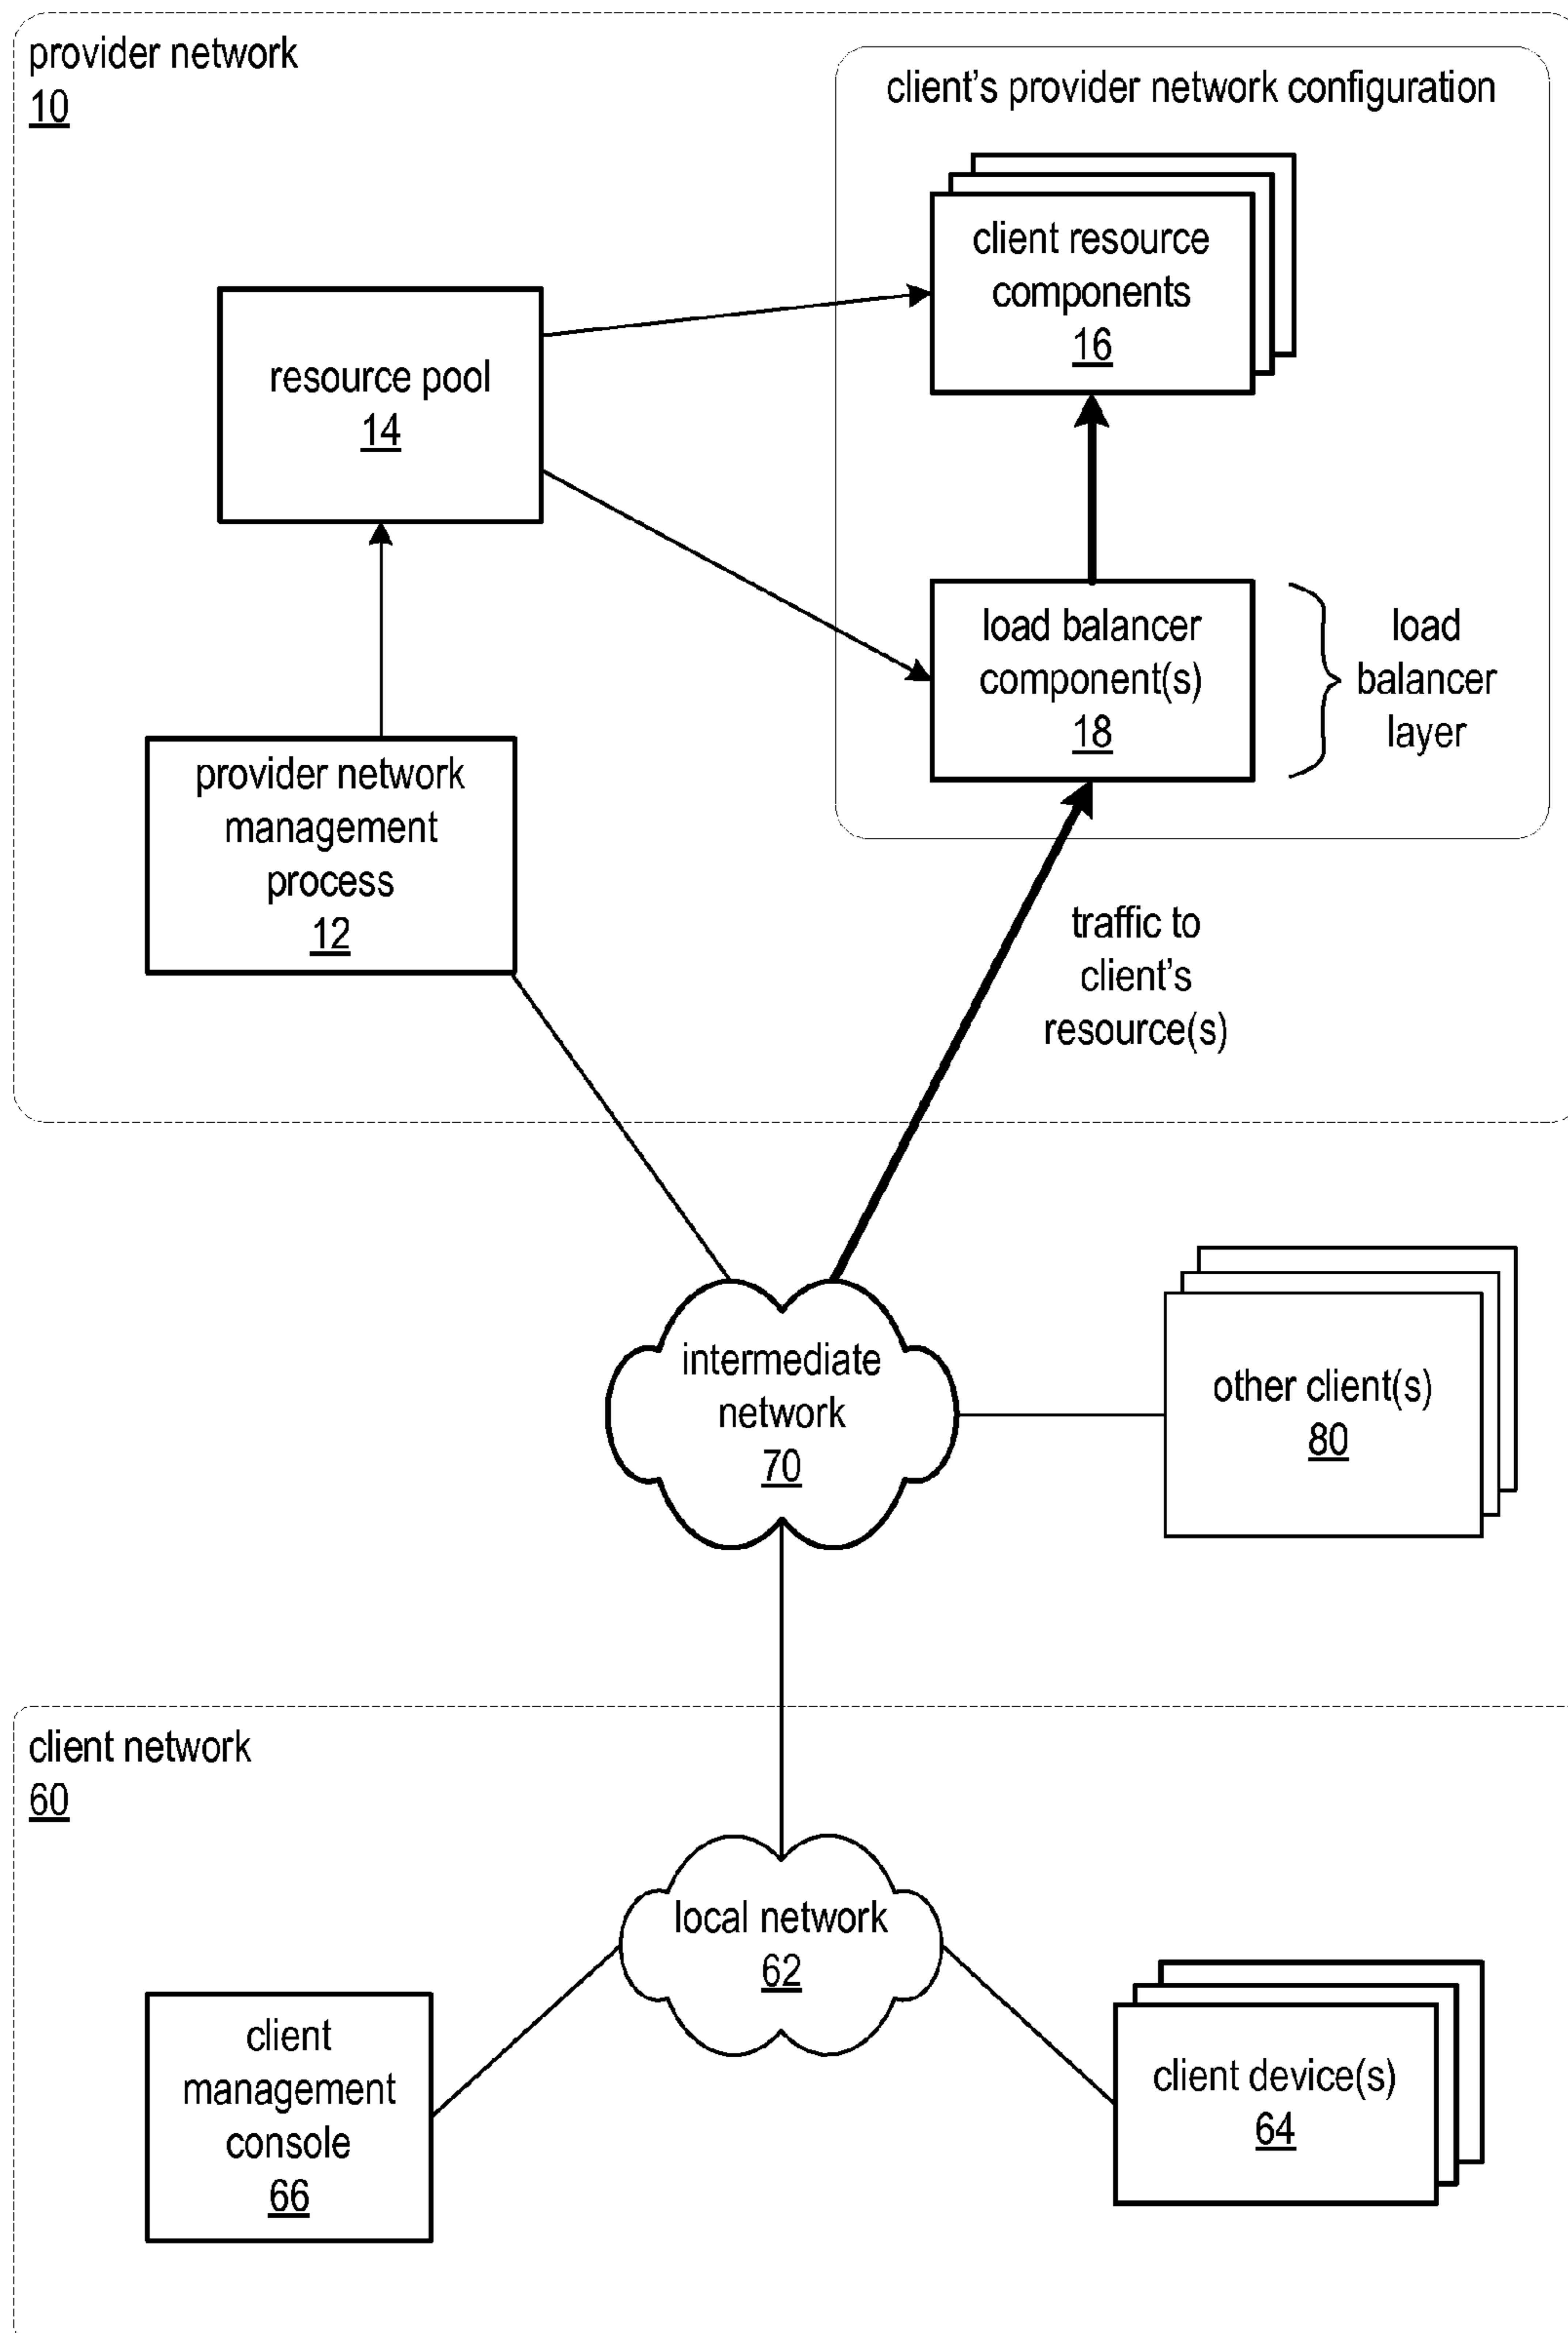 provider network
10
client's provider network configuration
client resource
components
16
resource pool
14
load balancer
component(s)
18
load
balancer
layer
provider network
management
process
12
traffic to
client's
resource(s)
intermediate
network
70
other client(s)
80
client network
60
local network
62
client
management
console
66
client device(s)
64